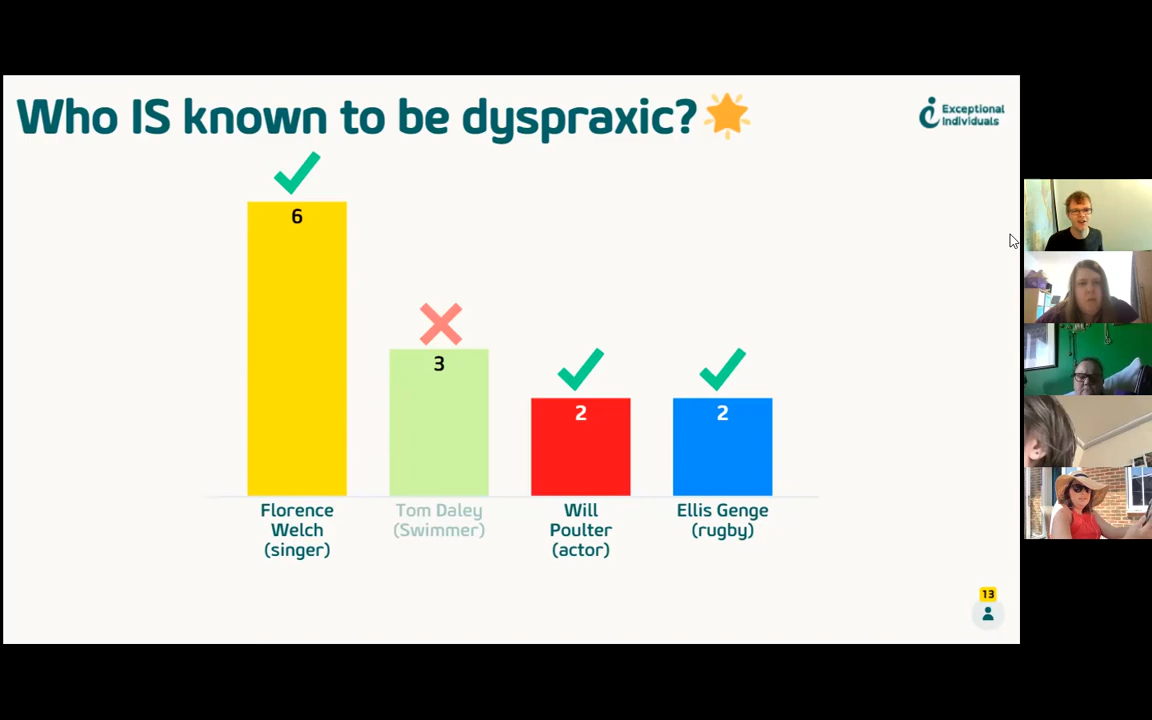 Who IS known to be dyspraxic?
Exceptional
Individuals
6
3
2
2
Florence
Welch
(singer)
Tom Daley
(Swimmer)
Will
Poulter
(actor)
Ellis Genge
(rugby)
13